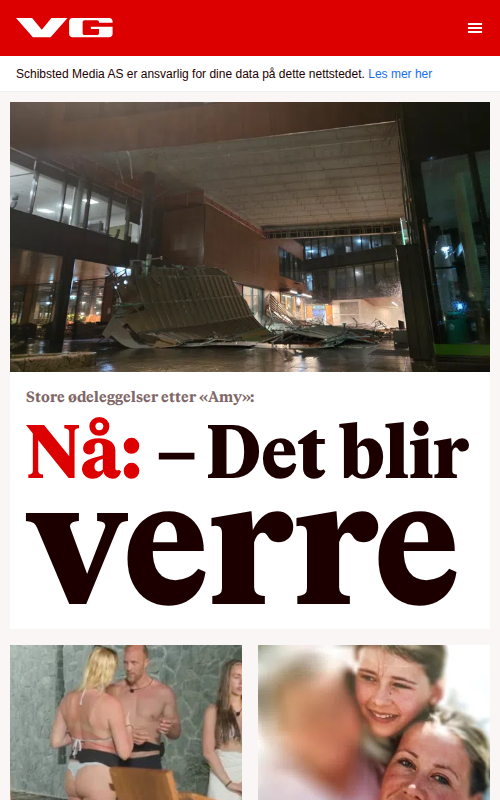 VG
Schibsted Media AS er ansvarlig for dine data på dette nettstedet. Les mer her
Store ødeleggelser etter «Amy»:
Nå: – Det blir
verre